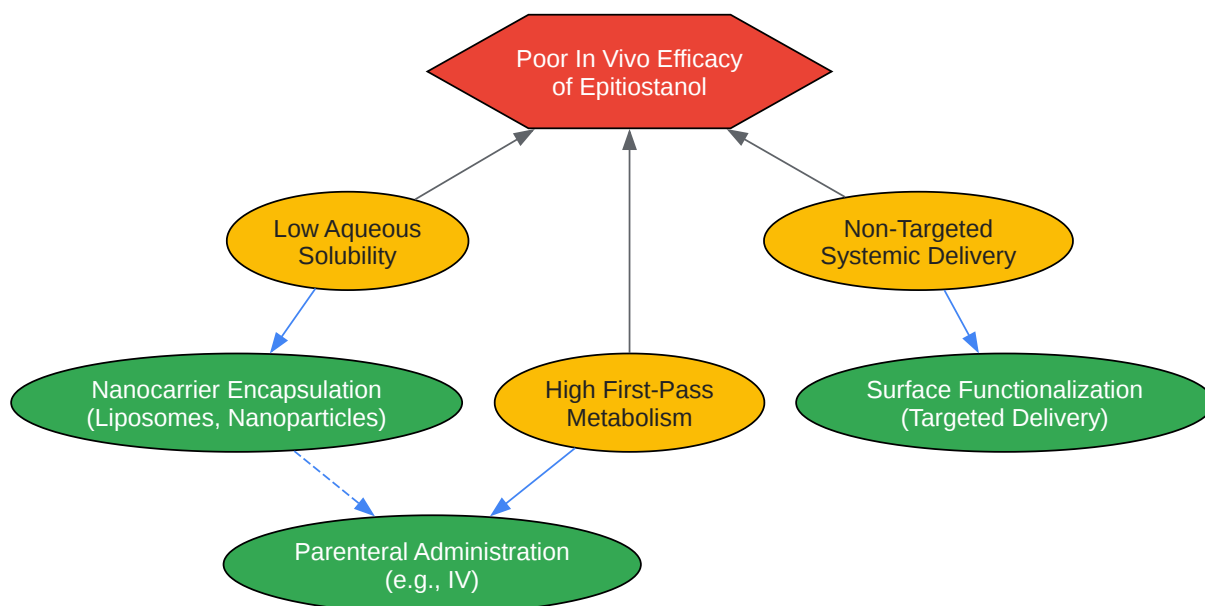 Poor In Vivo Efficacy
of Epitiostanol
Low Aqueous
Solubility
Non-Targeted
Systemic Delivery
Nanocarrier Encapsulation
(Liposomes, Nanoparticles)
High First-Pass
Metabolism
Surface Functionalization
(Targeted Delivery)
Parenteral Administration
(e.g., IV)